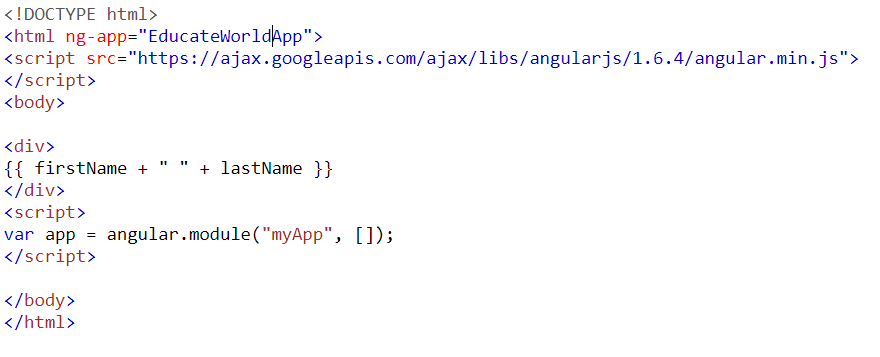 <!DOCTYPE html>
<html ng-app="EducateWorldApp">
<script src="https://ajax.googleapis.com/ajax/libs/angularjs/1.6.4/angular.min.js">
</script>
<body>
<div>
{{ firstName + " " + lastName }}
</div>
<script>
var app = angular.module("myApp", []);
</script>
</body>
</html>